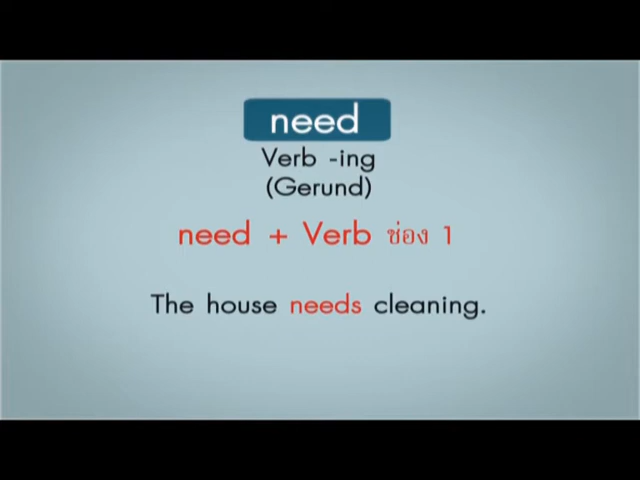 need
Verb -ing
(Gerund)
need + Verb ช่อง 1
The house needs cleaning.